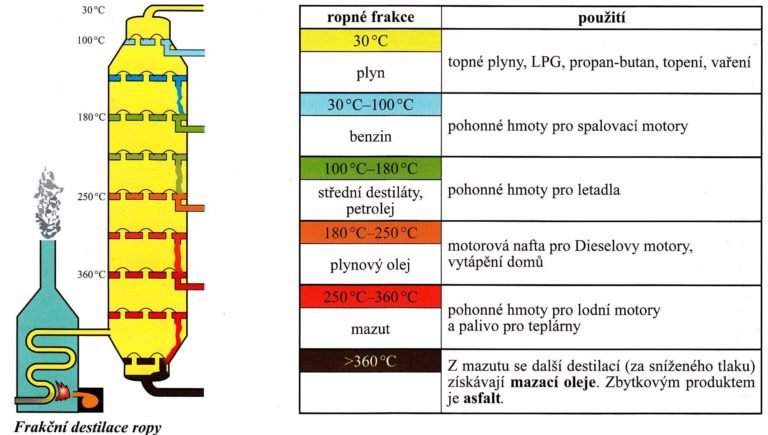 30 °C
100 °C
180 °C
250 °C
360 °C
Frakční destilace ropy
ropné frakce
použití
30 °C
plyn
topné plyny, LPG, propan-butan, topení, vaření
30 °C–100 °C
benzin
pohonné hmoty pro spalovací motory
100 °C–180 °C
střední destiláty,
petrolej
pohonné hmoty pro letadla
180 °C–250 °C
plynový olej
motorová nafta pro Dieselovy motory,
vytápění domů
250 °C–360 °C
mazut
pohonné hmoty pro lodní motory
a palivo pro teplárny
>360 °C
Z mazutu se další destilací (za sníženého tlaku)
získávají mazací oleje. Zbytkovým produktem
je asfalt.